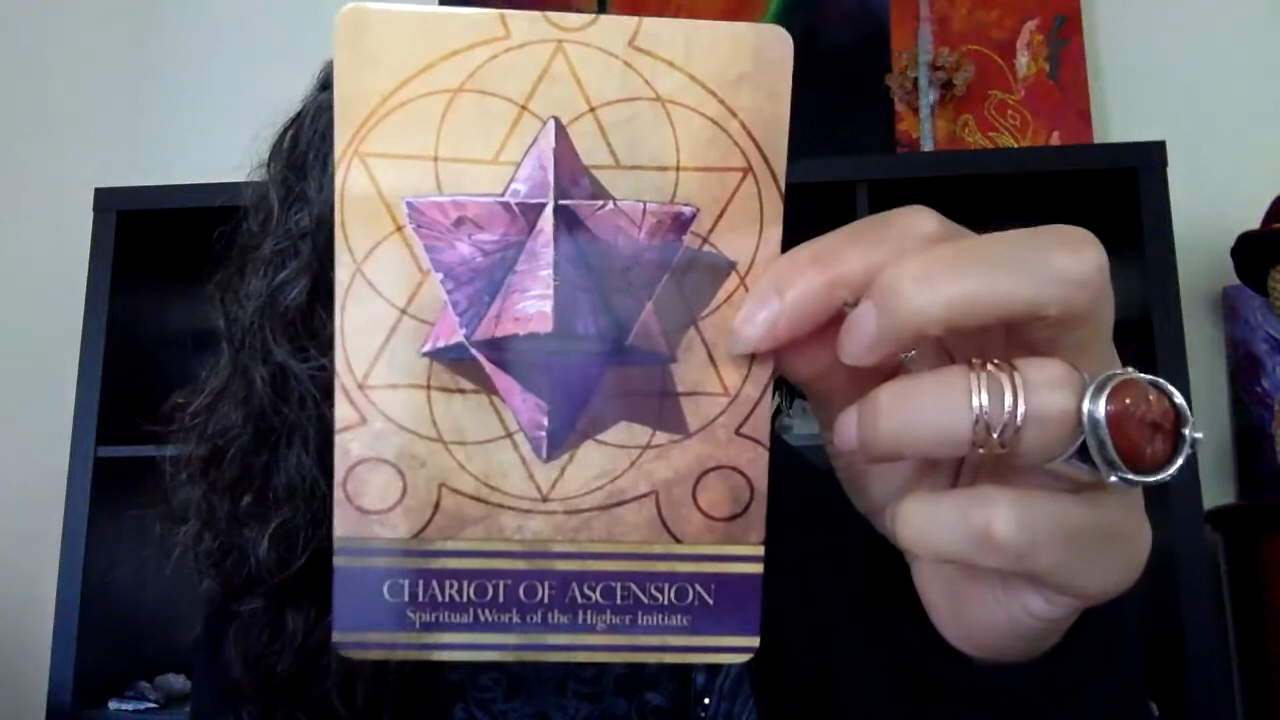 CHARIOT OF ASCENSION
Spiritual Work of the Higher Initiate